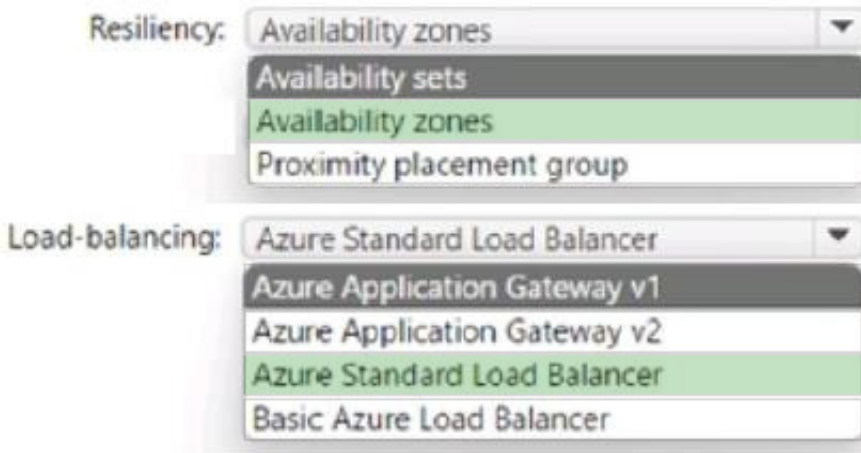 Resiliency: Availability zones
Availability sets
Availability zones
Proximity placement group
Load-balancing: Azure Standard Load Balancer
Azure Application Gateway v1
Azure Application Gateway v2
Azure Standard Load Balancer
Basic Azure Load Balancer